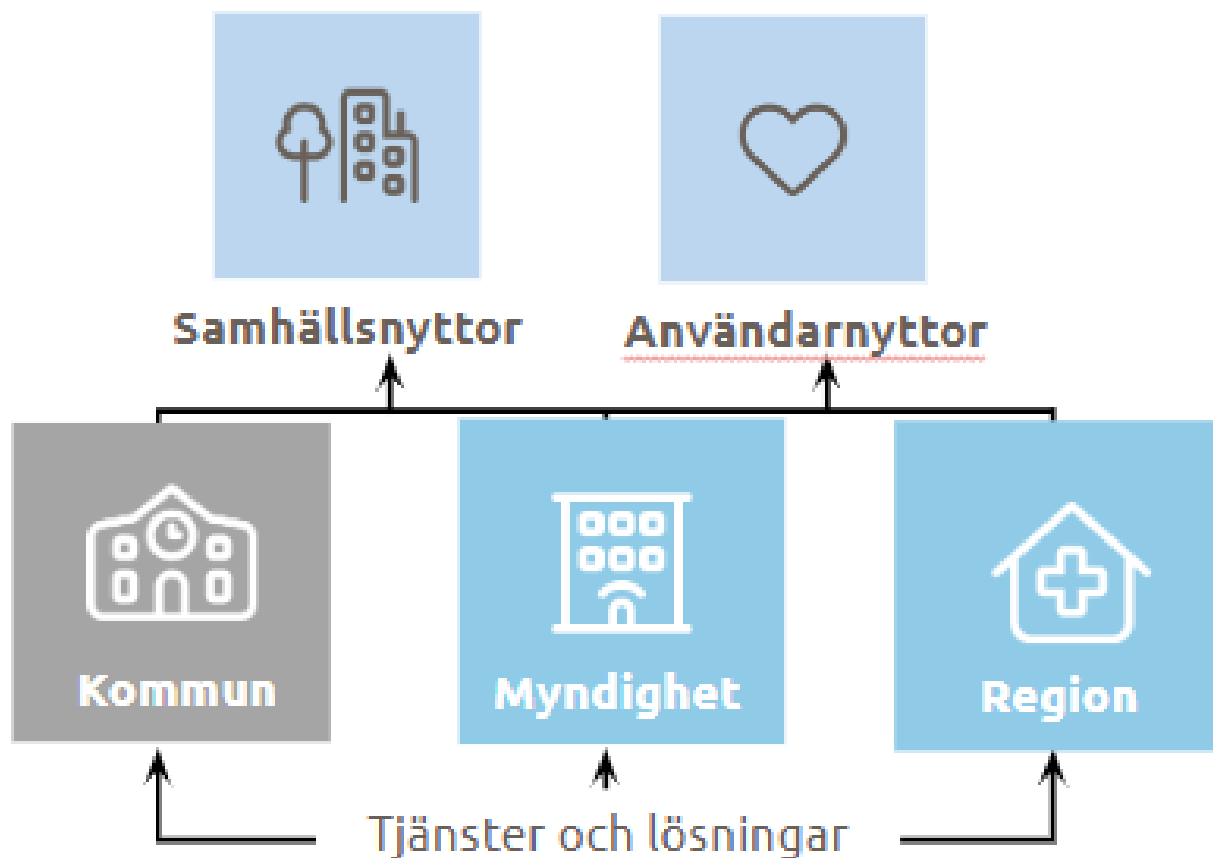 Samhällsnyttor
Användarnyttor
Kommun
Myndighet
Region
Tjänster och lösningar